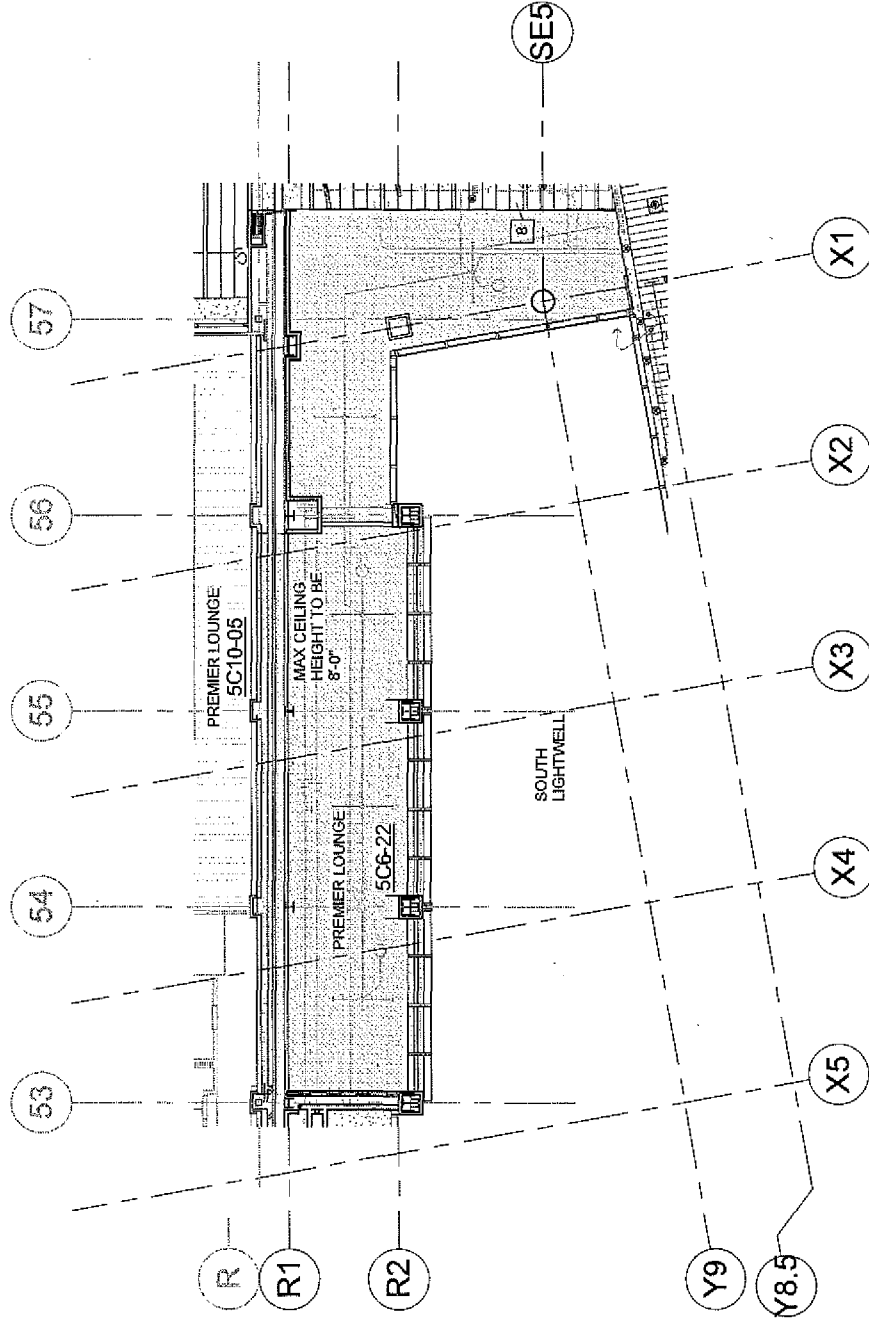 SE5
57
56
55
54
53
X1
X2
X3
X4
X5
R
R1
R2
Y9
Y8.5
PREMIER LOUNGE
5C10-05
MAX CEILING
HEIGHT TO BE
8'-0"
PREMIER LOUNGE
5C6-22
SOUTH
LIGHTWELL
8